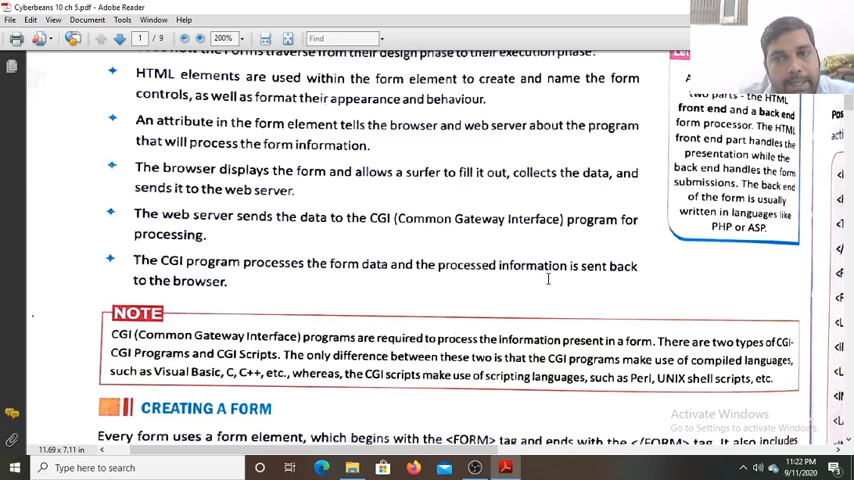 Cyberbeans 10 ch 5.pdf - Adobe Reader
File Edit View Document Tools Window Help
1 / 9 200% Find
HTML elements are used within the form element to create and name the form
controls, as well as format their appearance and behaviour.
An attribute in the form element tells the browser and web server about the program
that will process the form information.
The browser displays the form and allows a surfer to fill it out, collects the data, and
sends it to the web server.
The web server sends the data to the CGI (Common Gateway Interface) program for
processing.
The CGI program processes the form data and the processed information is sent back
to the browser.
two parts - the HTML
front end and a back end
form processor. The HTML
front end part handles the
presentation while the
back end handles the form
submissions. The back end
of the form is usually
written in languages like
PHP or ASP.
NOTE
CGI (Common Gateway Interface) programs are required to process the information present in a form. There are two types of CGI-
CGI Programs and CGI Scripts. The only difference between these two is that the CGI programs make use of compiled languages,
such as Visual Basic, C, C++, etc., whereas, the CGI scripts make use of scripting languages, such as Perl, UNIX shell scripts, etc.
CREATING A FORM
Every form uses a form element, which begins with the <FORM> tag and ends with the </FORM> tag. It also includes
Activate Windows
Go to Settings to activate Windows.
11.69 x 7.11 in
Type here to search
11:22 PM
9/11/2020